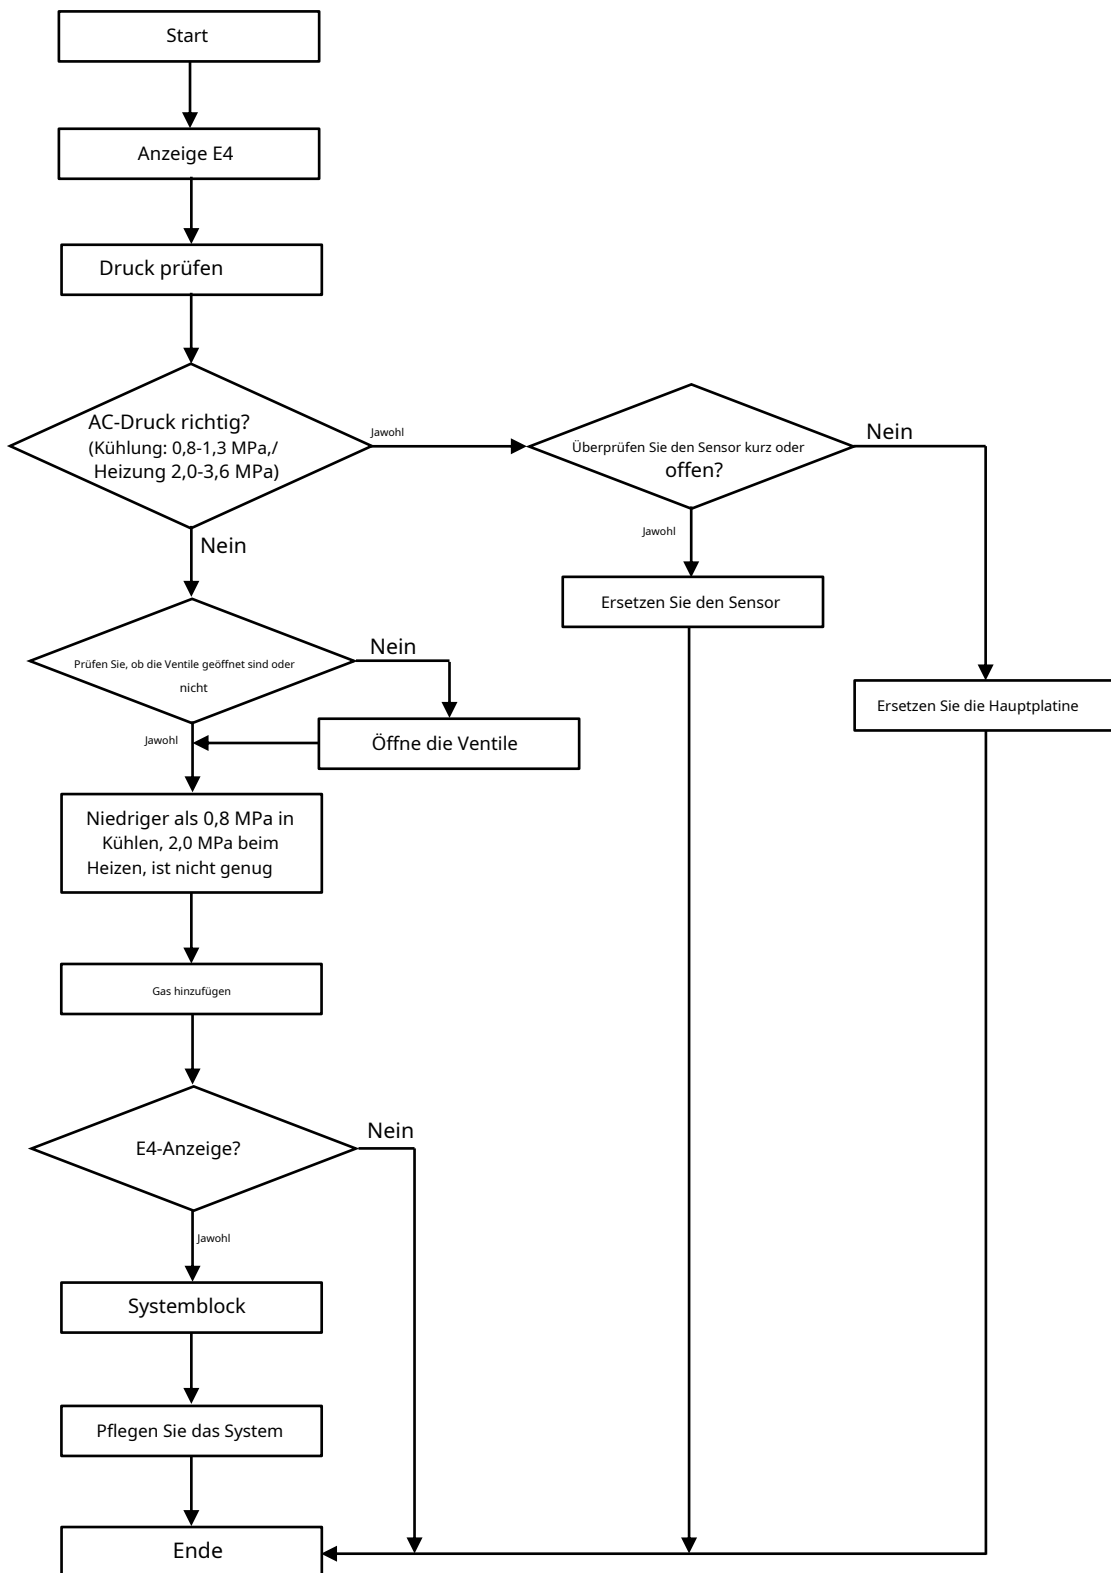 Start
Anzeige E4
Druck prüfen
AC-Druck richtig?
(Kühlung: 0,8-1,3 MPa,/
Heizung 2,0-3,6 MPa)
Jawohl
Überprüfen Sie den Sensor kurz oder
offen?
Nein
Jawohl
Nein
Ersetzen Sie den Sensor
Prüfen Sie, ob die Ventile geöffnet sind oder
nicht
Nein
Ersetzen Sie die Hauptplatine
Jawohl
Öffne die Ventile
Niedriger als 0,8 MPa in
Kühlen, 2,0 MPa beim
Heizen, ist nicht genug
Gas hinzufügen
E4-Anzeige?
Nein
Jawohl
Systemblock
Pflegen Sie das System
Ende